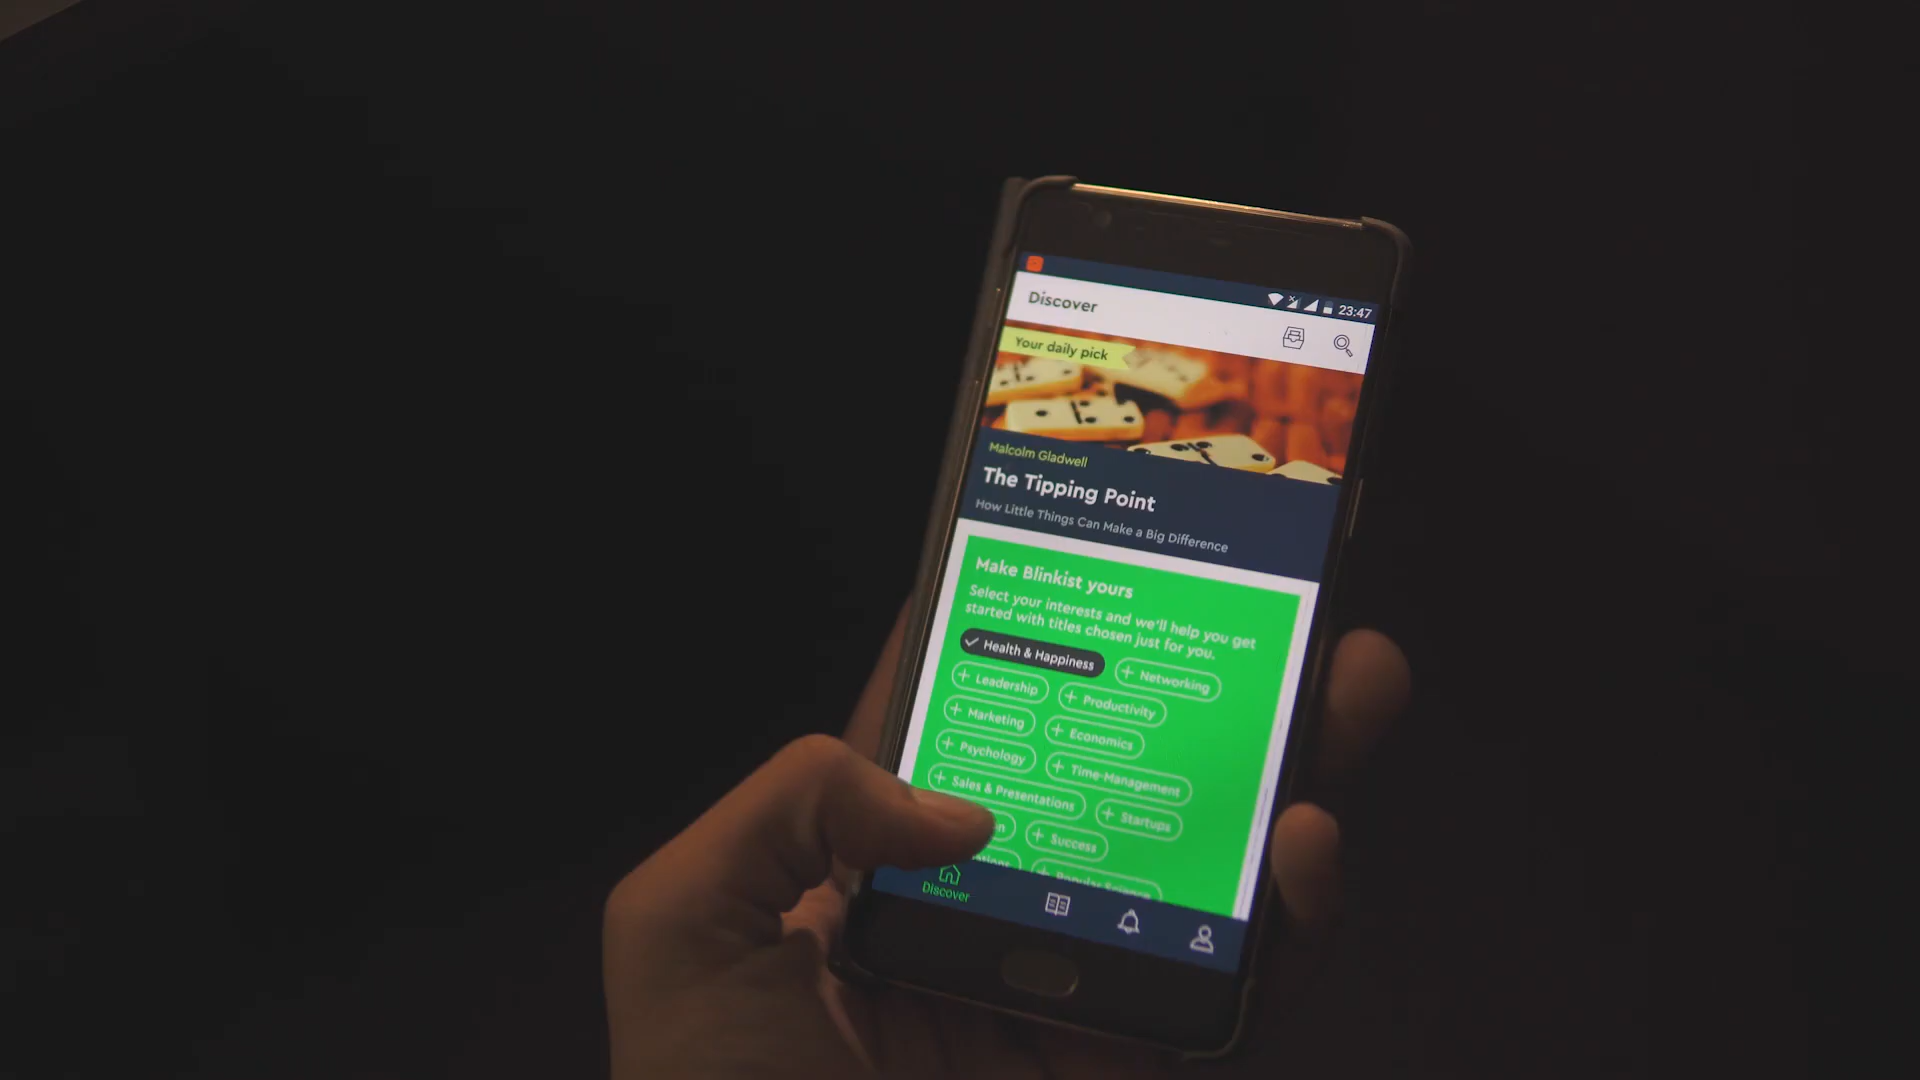 23:47
Discover
Your daily pick
Malcolm Gladwell
The Tipping Point
How Little Things Can Make a Big Difference
Make Blinkist yours
Select your interests and we'll help you get
started with titles chosen just for you.
Health & Happiness
+ Networking
+ Leadership
+ Productivity
+ Marketing
+ Economics
+ Psychology
+ Time-Management
+ Sales & Presentations
+ Startups
+ Success
+ Popular Science
Discover